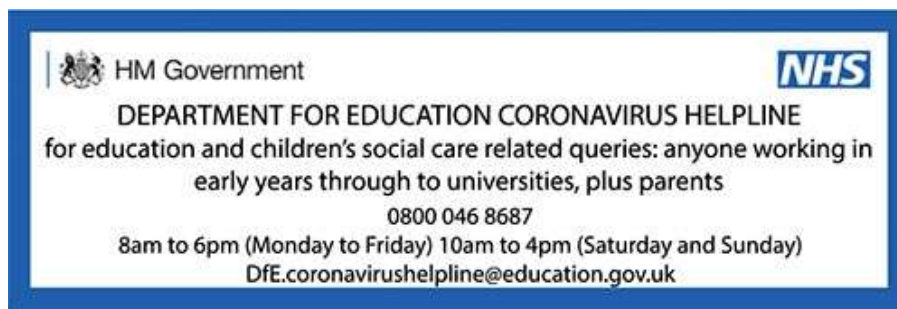 HM Government
NHS
DEPARTMENT FOR EDUCATION CORONAVIRUS HELPLINE
for education and children's social care related queries: anyone working in
early years through to universities, plus parents
0800 046 8687
8am to 6pm (Monday to Friday) 10am to 4pm (Saturday and Sunday)
DfE.coronavirushelpline@education.gov.uk